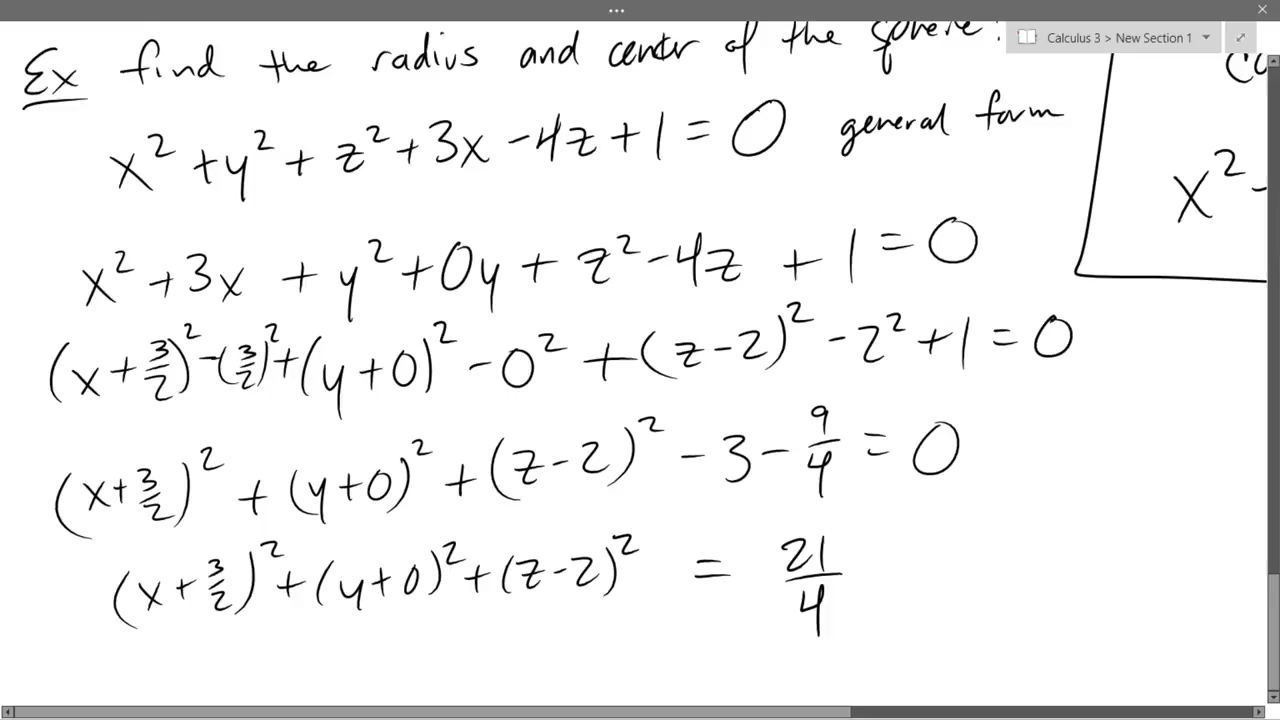 Calculus 3 > New Section 1
Ex find the radius and center of the sphere:
x² + y² + z² + 3x - 4z + 1 = 0 general form
x² + 3x + y² + 0y + z² - 4z + 1 = 0
(x + 3/2)² - (3/2)² + (y + 0)² - 0² + (z - 2)² - 2² + 1 = 0
(x + 3/2)² + (y + 0)² + (z - 2)² - 3 - 9/4 = 0
(x + 3/2)² + (y + 0)² + (z - 2)² = 21/4
x² -